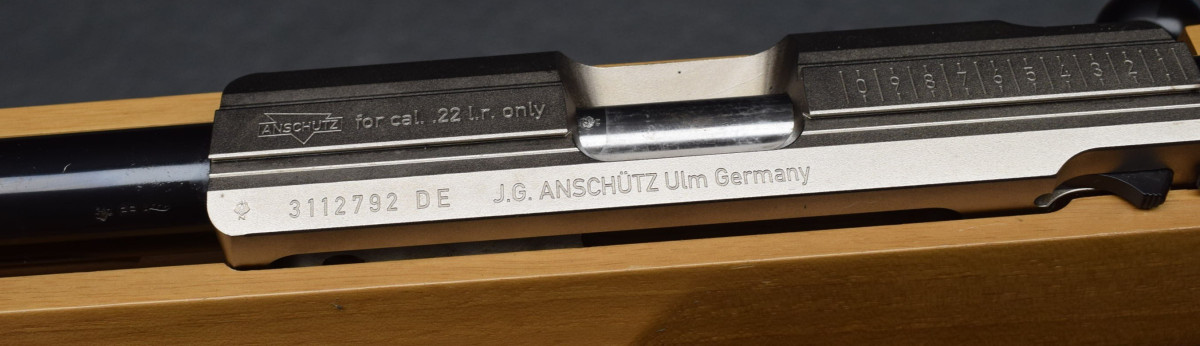 ANSCHÜTZ for cal. .22 l.r. only
10 9 8 7 6 5 4 3 2 1
3112792 DE J.G. ANSCHÜTZ Ulm Germany